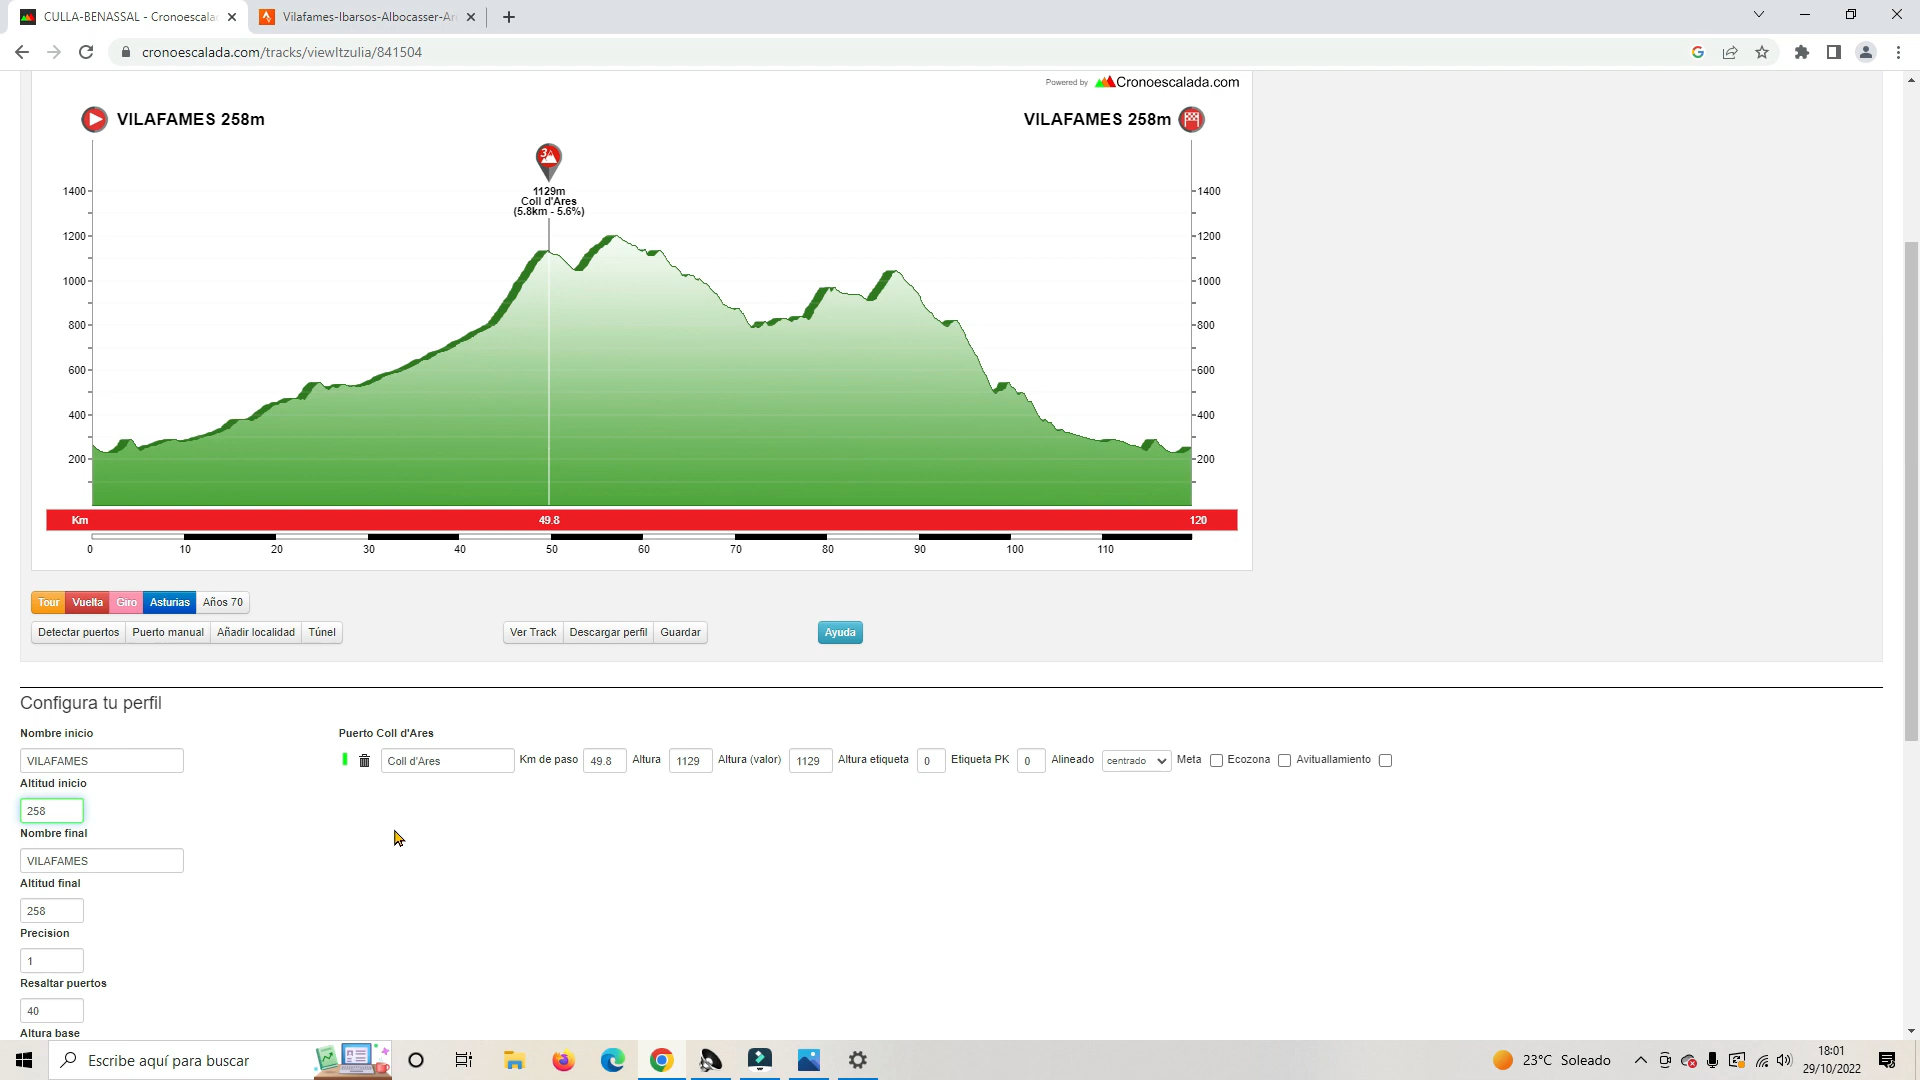 CULLA-BENASSAL - Cronoescala
Vilafames-Ibarsos-Albocasser-Ar
cronoescalada.com/tracks/viewItzulia/841504
Powered by Cronoescalada.com
VILAFAMES 258m
VILAFAMES 258m
3
1129m
Coll d'Ares
(5.8km - 5.6%)
1400
1200
1000
800
600
400
200
1400
1200
1000
800
600
400
200
Km 49.8 120
0 10 20 30 40 50 60 70 80 90 100 110
Tour Vuelta Giro Asturias Años 70
Detectar puertos Puerto manual Añadir localidad Túnel Ver Track Descargar perfil Guardar Ayuda
Configura tu perfil
Nombre inicio
VILAFAMES
Altitud inicio
258
Nombre final
VILAFAMES
Altitud final
258
Precision
1
Resaltar puertos
40
Altura base
Puerto Coll d'Ares
Coll d'Ares Km de paso 49.8 Altura 1129 Altura (valor) 1129 Altura etiqueta 0 Etiqueta PK 0 Alineado centrado Meta Ecozona Avituallamiento
Escribe aquí para buscar
23°C Soleado
18:01
29/10/2022